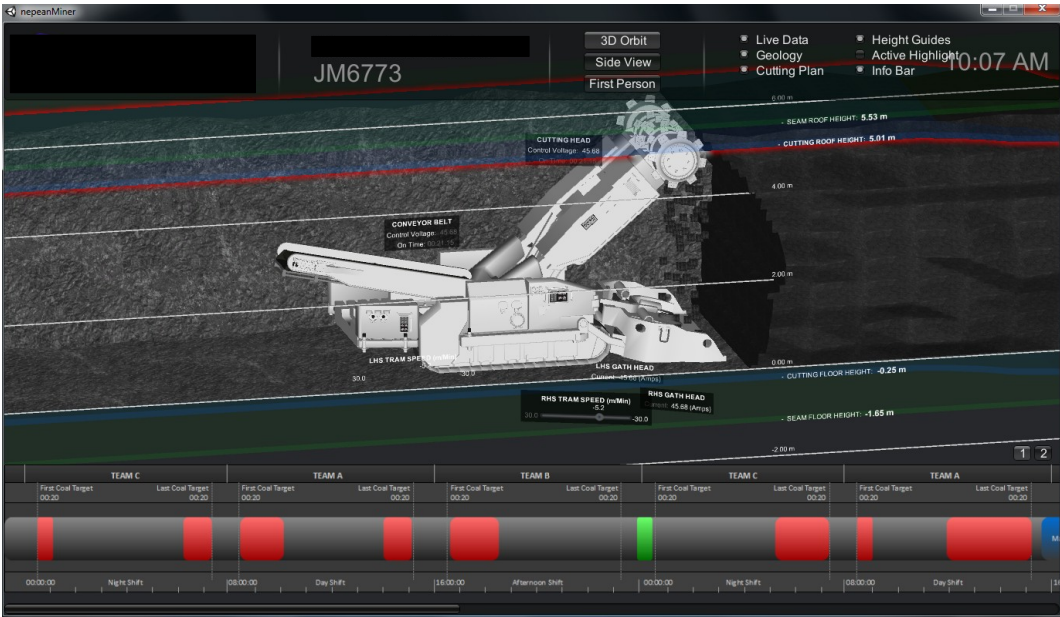 nepeanMiner
JM6773
3D Orbit
Side View
First Person
Live Data
Geology
Cutting Plan
Height Guides
Active Highlight
Info Bar
10:07 AM
6.00 m
SEAM ROOF HEIGHT: 5.53 m
CUTTING ROOF HEIGHT: 5.01 m
4.00 m
2.00 m
0.00 m
CUTTING FLOOR HEIGHT: -0.25 m
SEAM FLOOR HEIGHT: -1.65 m
-2.00 m
CUTTING HEAD
Control Voltage: 45.68
On Time: 00:21:75
CONVEYOR BELT
Control Voltage: 45.68
On Time: 00:21:75
LHS TRAM SPEED (m/Min)
30.0
-30.0
LHS GATH HEAD
Current: 45.68 (Amps)
RHS GATH HEAD
Current: 45.68 (Amps)
RHS TRAM SPEED (m/Min)
-5.2
30.0
-30.0
1 2
TEAM C
TEAM A
TEAM B
TEAM C
TEAM A
First Coal Target
00:20
Last Coal Target
00:20
First Coal Target
00:20
Last Coal Target
00:20
First Coal Target
00:20
Last Coal Target
00:20
First Coal Target
00:20
Last Coal Target
00:20
First Coal Target
00:20
Last Coal Target
00:20
00:00:00
Night Shift
08:00:00
Day Shift
16:00:00
Afternoon Shift
00:00:00
Night Shift
08:00:00
Day Shift